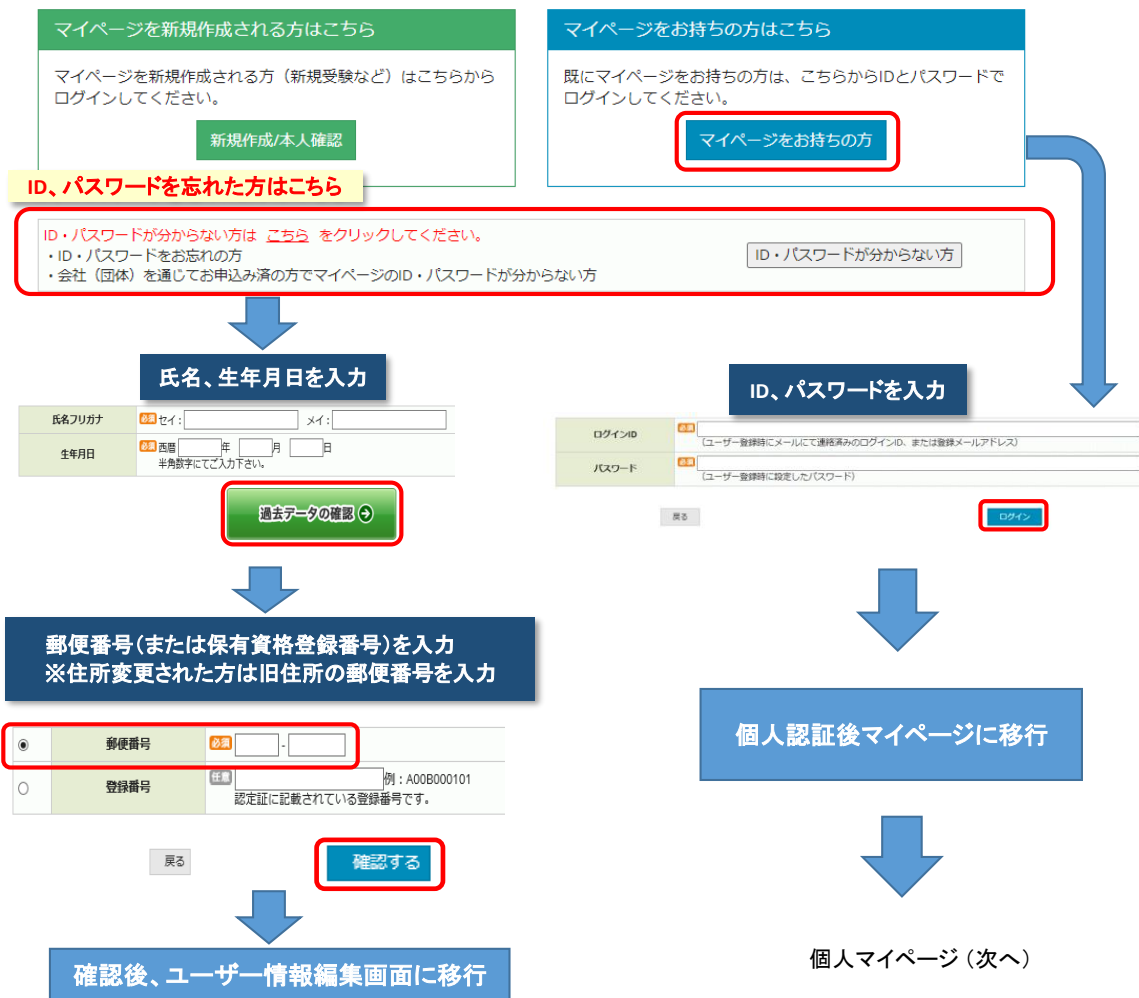 マイページを新規作成される方はこちら
マイページを新規作成される方（新規受験など）はこちらから
ログインしてください。
新規作成/本人確認
マイページをお持ちの方はこちら
既にマイページをお持ちの方は、こちらからIDとパスワードで
ログインしてください。
マイページをお持ちの方
ID、パスワードを忘れた方はこちら
ID・パスワードが分からない方は こちら をクリックしてください。
・ID・パスワードをお忘れの方
・会社（団体）を通じてお申込み済の方でマイページのID・パスワードが分からない方
ID・パスワードが分からない方
氏名、生年月日を入力
氏名フリガナ 必須 セイ： メイ：
生年月日 必須 西暦 年 月 日
半角数字にてご入力下さい。
過去データの確認
郵便番号（または保有資格登録番号）を入力
※住所変更された方は旧住所の郵便番号を入力
郵便番号 必須 -
登録番号 任意 例：A00B000101
認定証に記載されている登録番号です。
戻る 確認する
確認後、ユーザー情報編集画面に移行
ID、パスワードを入力
ログインID 必須
(ユーザー登録時にメールにて連絡済みのログインID、または登録メールアドレス)
パスワード 必須
(ユーザー登録時に設定したパスワード)
戻る ログイン
個人認証後マイページに移行
個人マイページ（次へ）